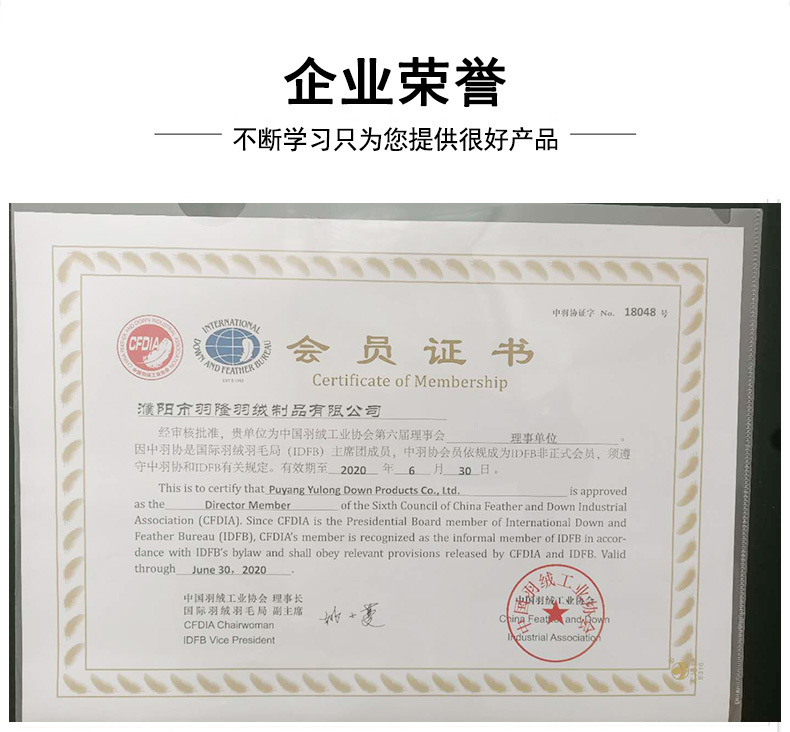 企业荣誉
不断学习只为您提供很好产品
中羽协证字 No. 18048 号
CFDIA
INTERNATIONAL
DOWN AND FEATHER BUREAU
会员证书
Certificate of Membership
濮阳市羽隆羽绒制品有限公司
经审核批准，贵单位为中国羽绒工业协会第六届理事会 理事单位 。
因中羽协是国际羽绒羽毛局（IDFB）主席团成员，中羽协会员依规成为IDFB非正式会员，须遵
守中羽协和IDFB有关规定。有效期至 2020 年 6 月 30 日。
This is to certify that Puyang Yulong Down Products Co., Ltd. is approved
as the Director Member of the Sixth Council of China Feather and Down Industrial
Association (CFDIA). Since CFDIA is the Presidential Board member of International Down and
Feather Bureau (IDFB), CFDIA's member is recognized as the informal member of IDFB in accor-
dance with IDFB's bylaw and shall obey relevant provisions released by CFDIA and IDFB. Valid
through June 30, 2020 .
中国羽绒工业协会 理事长
国际羽绒羽毛局 副主席
CFDIA Chairwoman
IDFB Vice President
中国羽绒工业协会
中国羽绒工业协会
China Feather and Down
Industrial Association